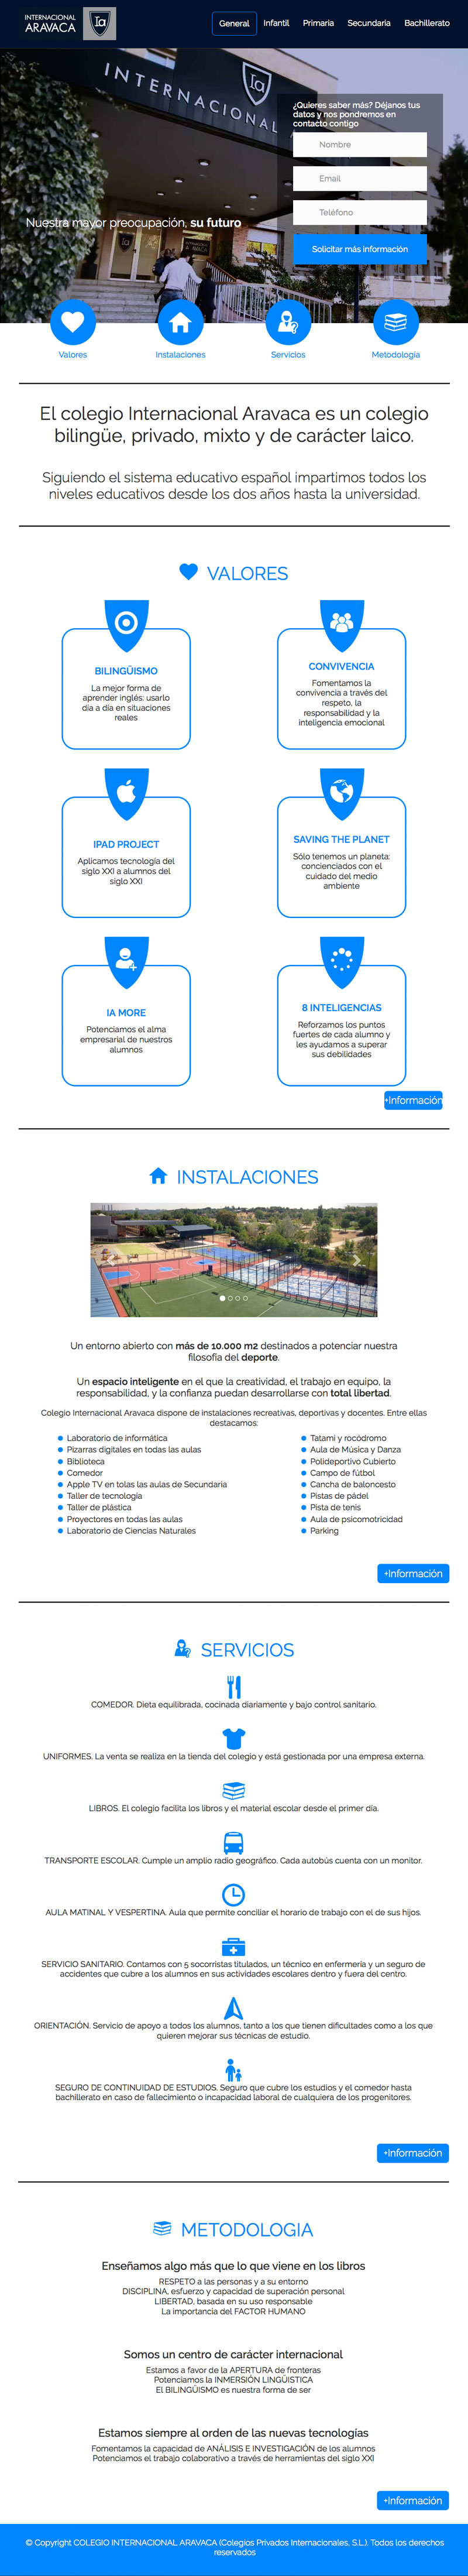 INTERNACIONAL
ARAVACA
Ia
General
Infantil
Primaria
Secundaria
Bachillerato
INTERNACIONAL
Ia
¿Quieres saber más? Déjanos tus
datos y nos pondremos en
contacto contigo
Nombre
Email
Teléfono
Solicitar más información
Nuestra mayor preocupación, su futuro
Valores
Instalaciones
Servicios
Metodología
El colegio Internacional Aravaca es un colegio
bilingüe, privado, mixto y de carácter laico.
Siguiendo el sistema educativo español impartimos todos los
niveles educativos desde los dos años hasta la universidad.
VALORES
BILINGÜISMO
La mejor forma de
aprender inglés: usarlo
día a día en situaciones
reales
CONVIVENCIA
Fomentamos la
convivencia a través del
respeto, la
responsabilidad y la
inteligencia emocional
IPAD PROJECT
Aplicamos tecnología del
siglo XXI a alumnos del
siglo XXI
SAVING THE PLANET
Sólo tenemos un planeta:
concienciados con el
cuidado del medio
ambiente
IA MORE
Potenciamos el alma
empresarial de nuestros
alumnos
8 INTELIGENCIAS
Reforzamos los puntos
fuertes de cada alumno y
les ayudamos a superar
sus debilidades
+Información
INSTALACIONES
Un entorno abierto con más de 10.000 m2 destinados a potenciar nuestra
filosofía del deporte.
Un espacio inteligente en el que la creatividad, el trabajo en equipo, la
responsabilidad, y la confianza puedan desarrollarse con total libertad.
Colegio Internacional Aravaca dispone de instalaciones recreativas, deportivas y docentes. Entre ellas
destacamos:
Laboratorio de informática
Pizarras digitales en todas las aulas
Biblioteca
Comedor
Apple TV en tolas las aulas de Secundaria
Taller de tecnología
Taller de plástica
Proyectores en todas las aulas
Laboratorio de Ciencias Naturales
Tatami y rocódromo
Aula de Música y Danza
Polideportivo Cubierto
Campo de fútbol
Cancha de baloncesto
Pistas de pádel
Pista de tenis
Aula de psicomotricidad
Parking
+Información
SERVICIOS
COMEDOR. Dieta equilibrada, cocinada diariamente y bajo control sanitario.
UNIFORMES. La venta se realiza en la tienda del colegio y está gestionada por una empresa externa.
LIBROS. El colegio facilita los libros y el material escolar desde el primer día.
TRANSPORTE ESCOLAR. Cumple un amplio radio geográfico. Cada autobús cuenta con un monitor.
AULA MATINAL Y VESPERTINA. Aula que permite conciliar el horario de trabajo con el de sus hijos.
SERVICIO SANITARIO. Contamos con 5 socorristas titulados, un técnico en enfermería y un seguro de
accidentes que cubre a los alumnos en sus actividades escolares dentro y fuera del centro.
ORIENTACIÓN. Servicio de apoyo a todos los alumnos, tanto a los que tienen dificultades como a los que
quieren mejorar sus técnicas de estudio.
SEGURO DE CONTINUIDAD DE ESTUDIOS. Seguro que cubre los estudios y el comedor hasta
bachillerato en caso de fallecimiento o incapacidad laboral de cualquiera de los progenitores.
+Información
METODOLOGIA
Enseñamos algo más que lo que viene en los libros
RESPETO a las personas y a su entorno
DISCIPLINA, esfuerzo y capacidad de superación personal
LIBERTAD, basada en su uso responsable
La importancia del FACTOR HUMANO
Somos un centro de carácter internacional
Estamos a favor de la APERTURA de fronteras
Potenciamos la INMERSIÓN LINGÜISTICA
El BILINGÜISMO es nuestra forma de ser
Estamos siempre al orden de las nuevas tecnologías
Fomentamos la capacidad de ANÁLISIS E INVESTIGACIÓN de los alumnos
Potenciamos el trabajo colaborativo a través de herramientas del siglo XXI
+Información
© Copyright COLEGIO INTERNACIONAL ARAVACA (Colegios Privados Internacionales, S.L.). Todos los derechos
reservados